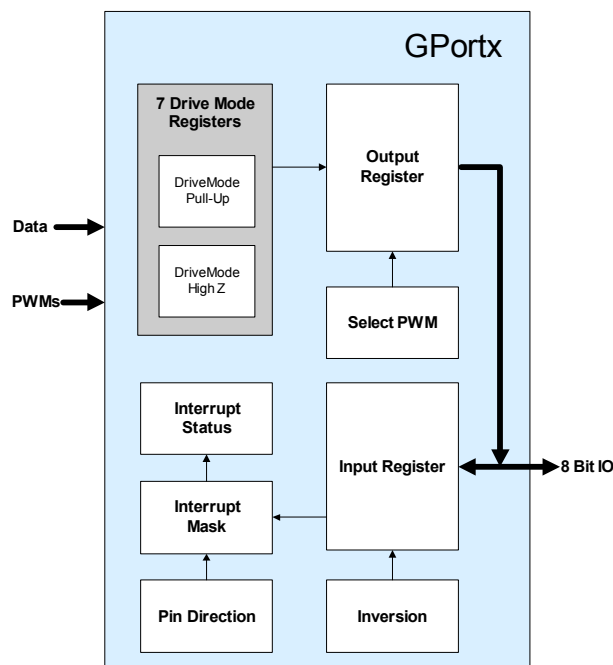 GPortx
7 Drive Mode
Registers
DriveMode
Pull-Up
DriveMode
High Z
Output
Register
Data
PWMs
Select PWM
Interrupt
Status
Input Register
8 Bit IO
Interrupt
Mask
Pin Direction
Inversion